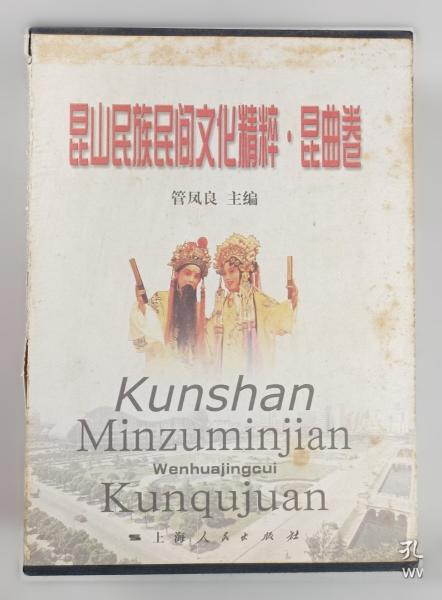 昆山民族民间文化精粹·昆曲卷
管凤良 主编
Kunshan
Minzuminjian
Wenhuajingcui
Kunqujuan
上海人民出版社
孔